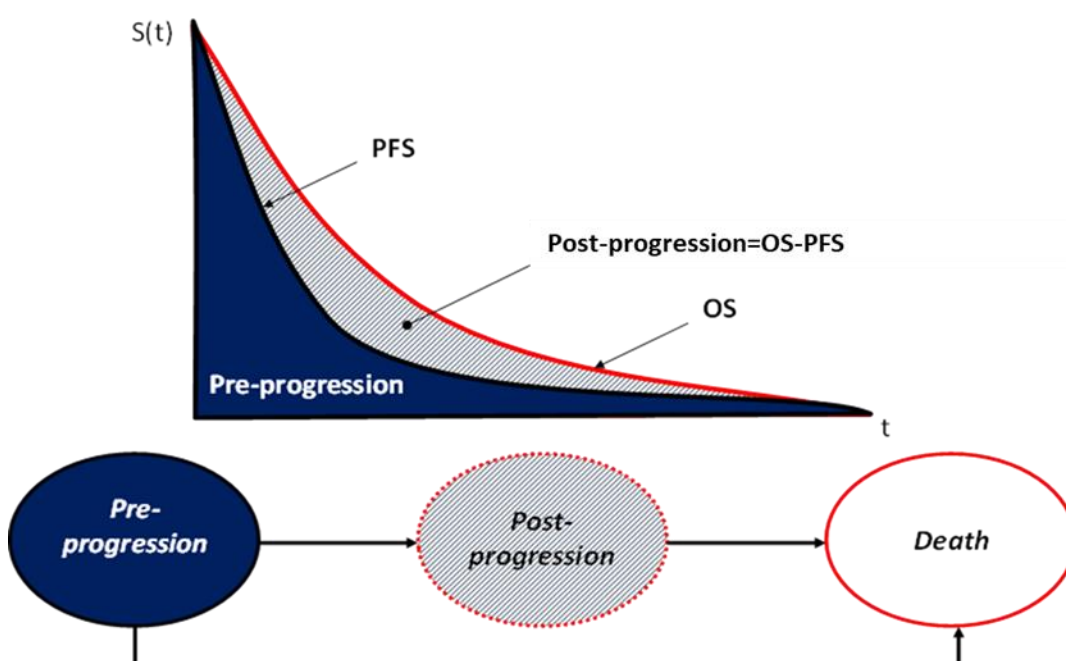 S(t)
PFS
Post-progression=OS-PFS
OS
Pre-progression
t
Pre-
progression
Post-
progression
Death